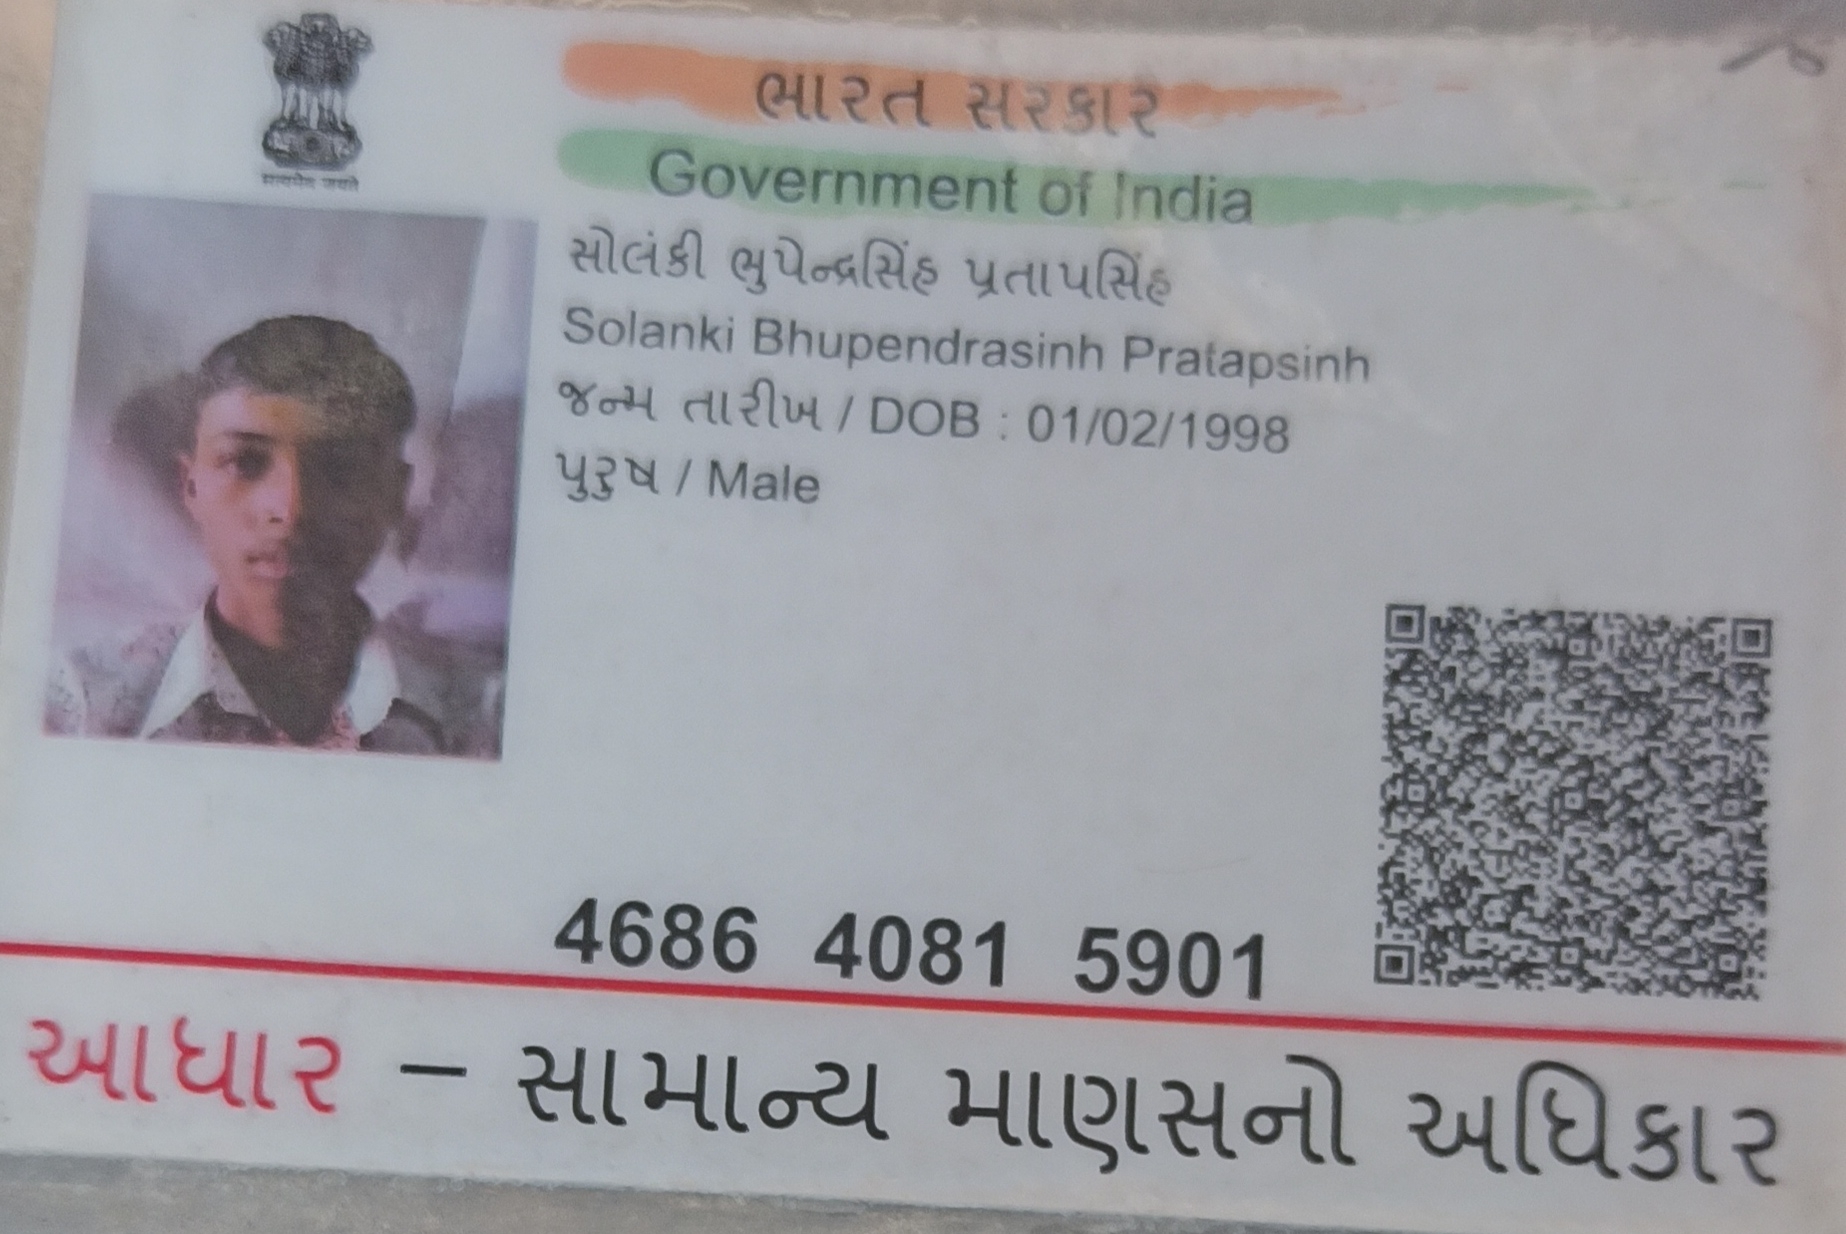 सत्यमेव जयते
ભારત સરકાર
Government of India
સોલંકી ભુપેન્દ્રસિંહ પ્રતાપસિંહ
Solanki Bhupendrasinh Pratapsinh
જન્મ તારીખ / DOB : 01/02/1998
પુરુષ / Male
4686 4081 5901
આધાર – સામાન્ય માણસનો અધિકાર